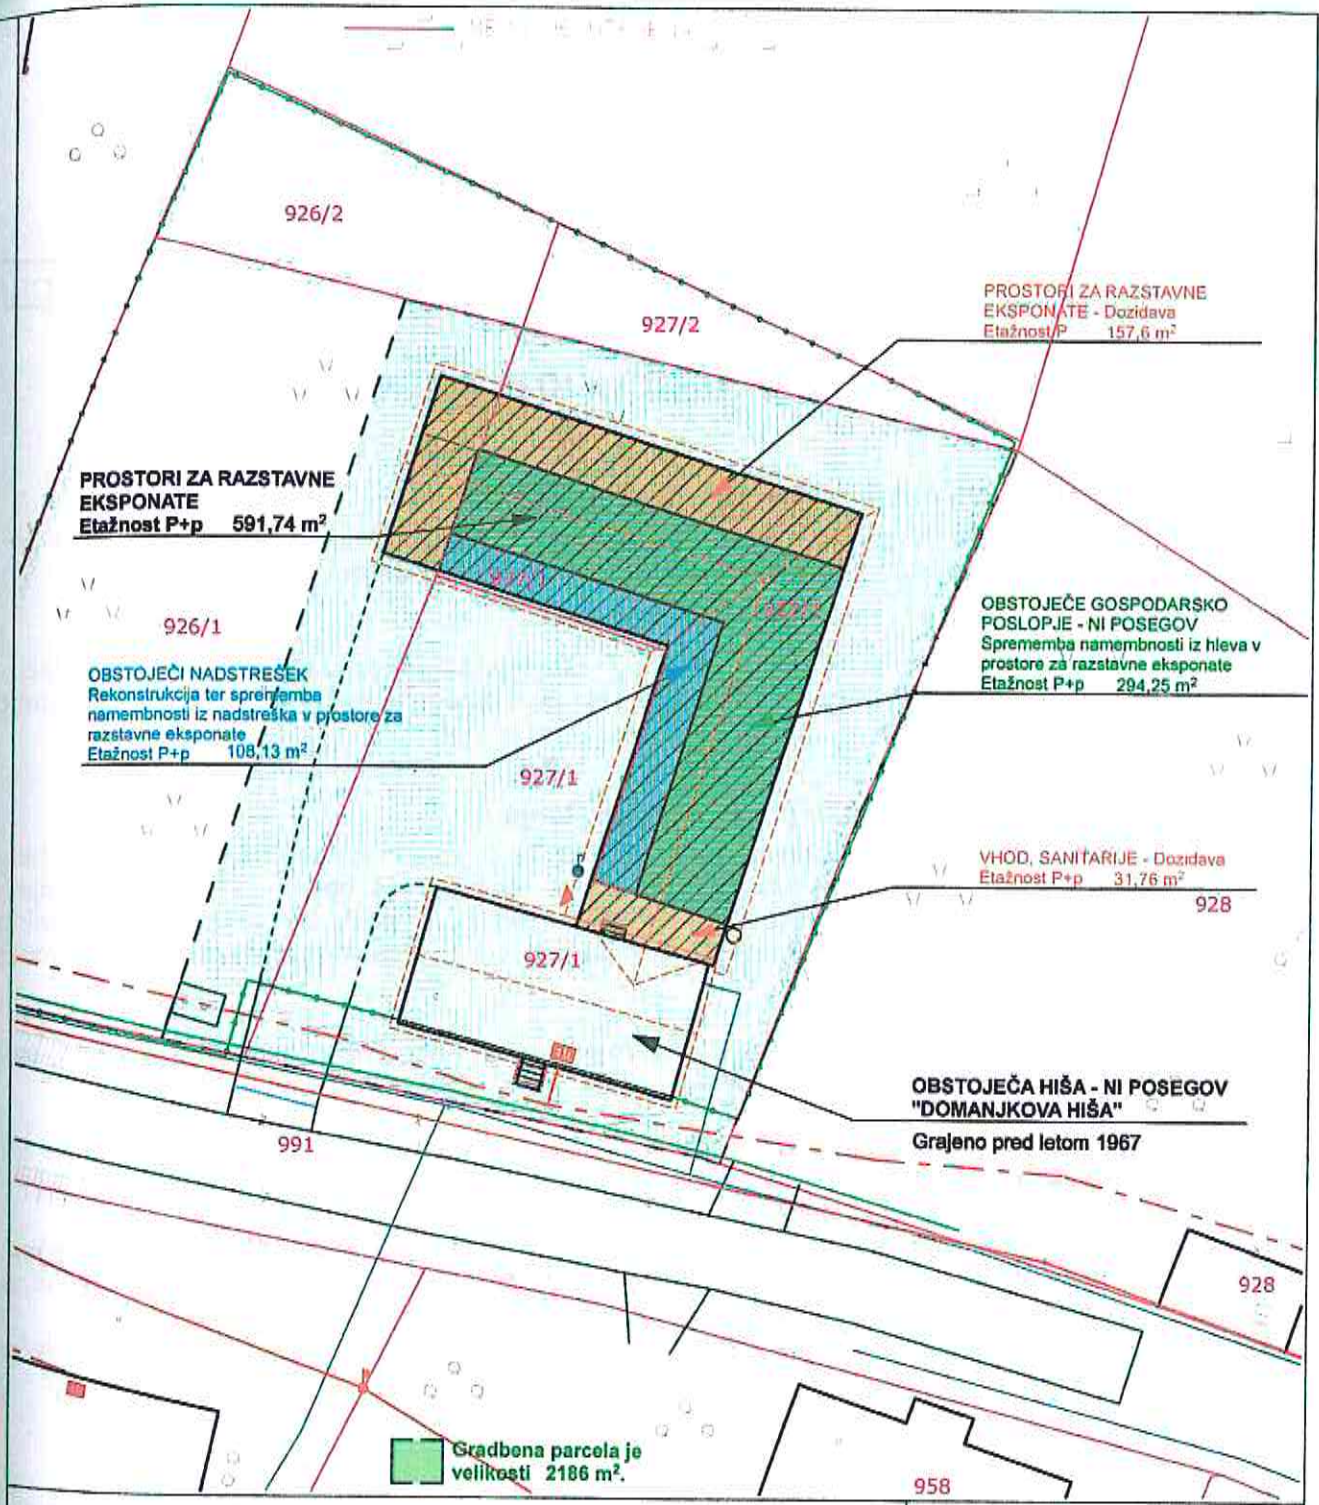 926/2
927/2
PROSTORI ZA RAZSTAVNE
EKSPONATE - Dozidava
Etažnost P 157,6 m²
PROSTORI ZA RAZSTAVNE
EKSPONATE
Etažnost P+p 591,74 m²
926/1
OBSTOJEČE GOSPODARSKO
POSLOPJE - NI POSEGOV
Sprememba namembnosti iz hleva v
prostore za razstavne eksponate
Etažnost P+p 294,25 m²
OBSTOJEČI NADSTREŠEK
Rekonstrukcija ter sprememba
namembnosti iz nadstreška v prostore za
razstavne eksponate
Etažnost P+p 108,13 m²
927/1
VHOD, SANITARIJE - Dozidava
Etažnost P+p 31,76 m²
928
927/1
OBSTOJEČA HIŠA - NI POSEGOV
"DOMANJKOVA HIŠA"
Grajeno pred letom 1967
991
928
Gradbena parcela je
velikosti 2186 m².
958